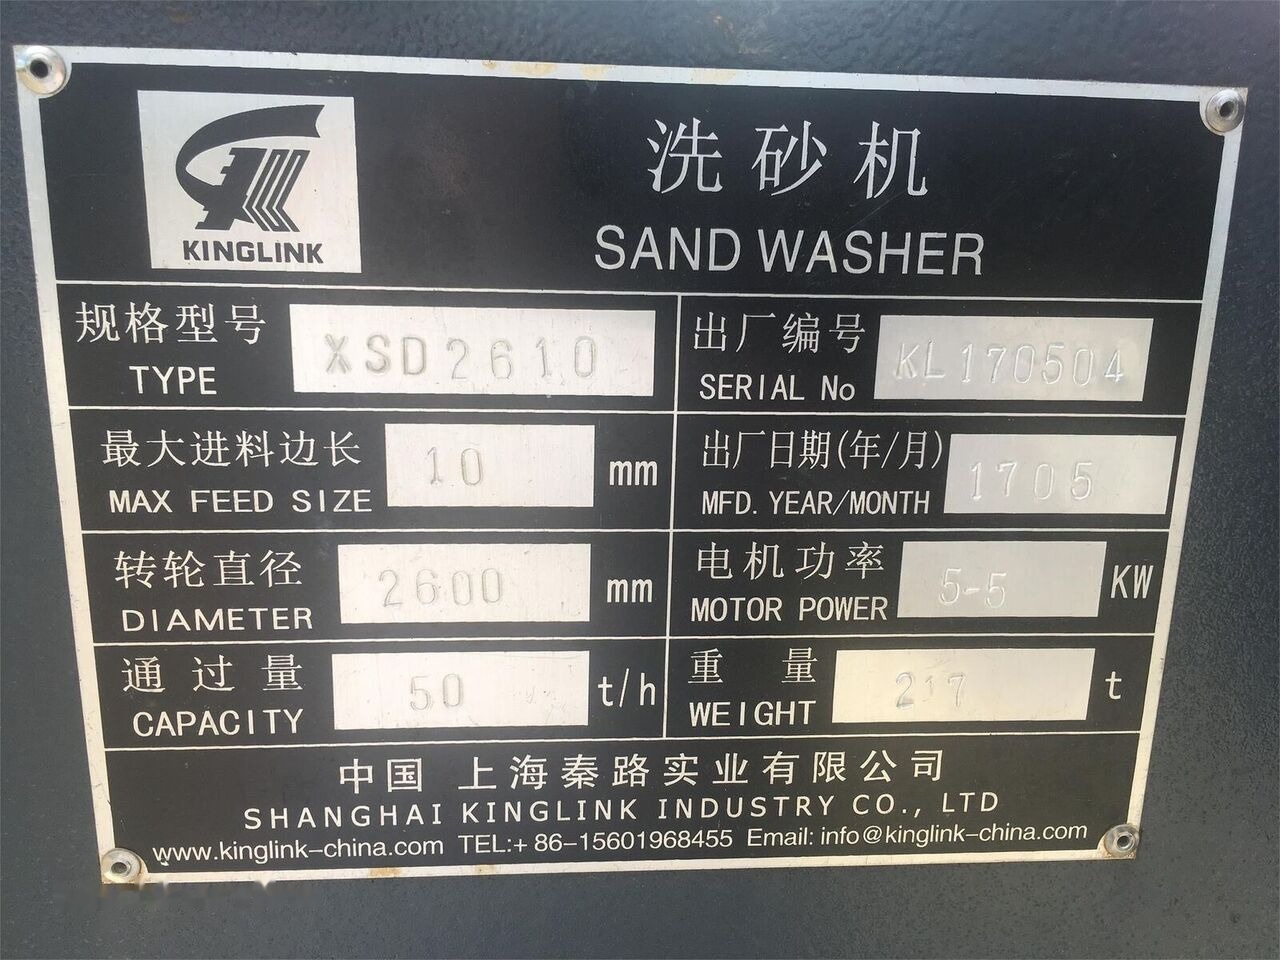 KINGLINK
洗砂机
SAND WASHER
规格型号 XSD2610
TYPE
出厂编号 KL170504
SERIAL No
最大进料边长 10 mm
MAX FEED SIZE
出厂日期(年/月) 1705
MFD. YEAR/MONTH
转轮直径 2600 mm
DIAMETER
电机功率 5-5 KW
MOTOR POWER
通过量 50 t/h
CAPACITY
重量 217 t
WEIGHT
中国 上海秦路实业有限公司
SHANGHAI KINGLINK INDUSTRY CO., LTD
www.kinglink-china.com TEL:+86-15601968455 Email: info@kinglink-china.com